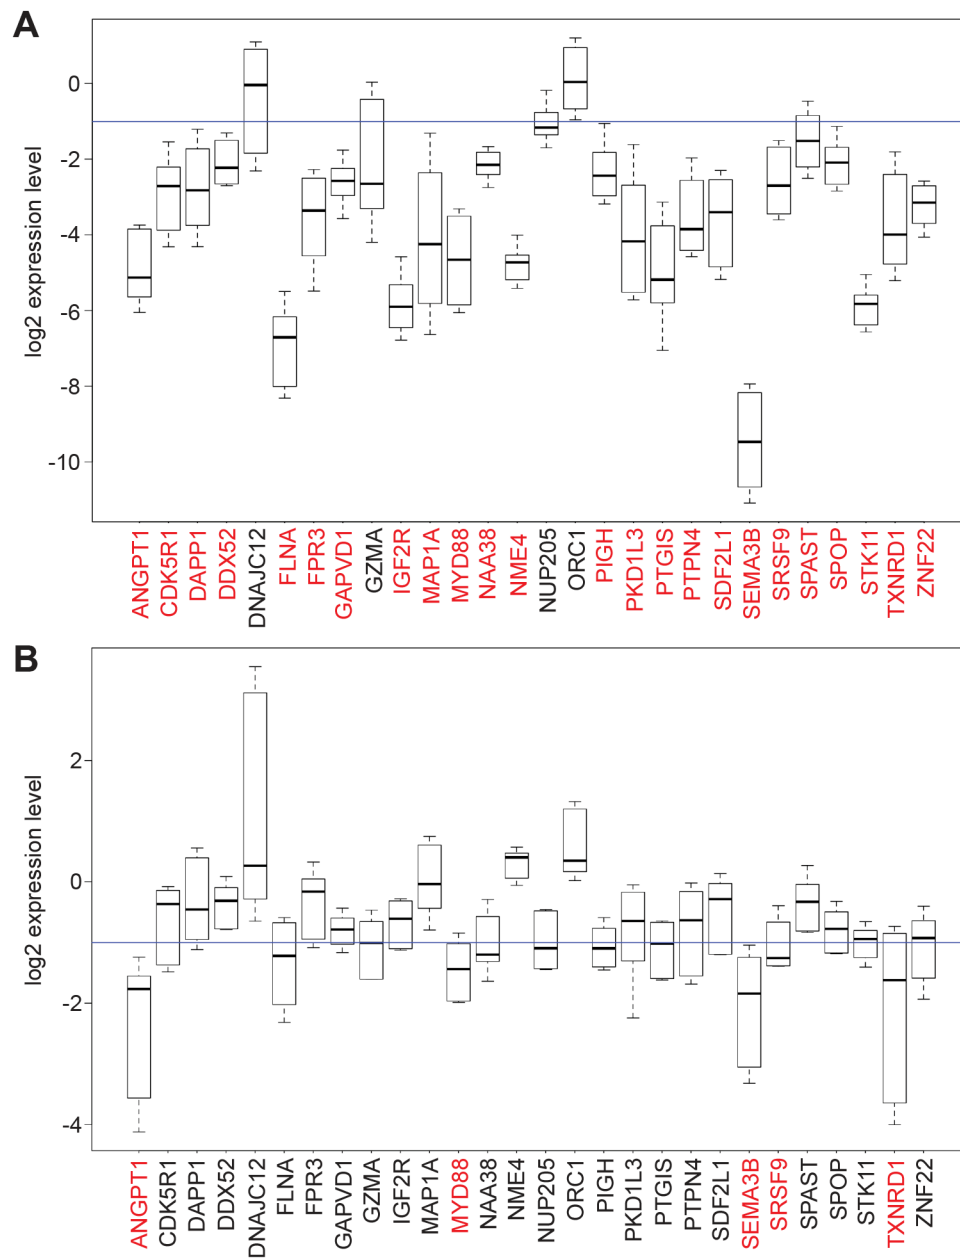 A
log2 expression level
0
-2
-4
-6
-8
-10
ANGPT1
CDK5R1
DAPP1
DDX52
DNAJC12
FLNA
FPR3
GAPVD1
GZMA
IGF2R
MAP1A
MYD88
NAA38
NME4
NUP205
ORC1
PIGH
PKD1L3
PTGIS
PTPN4
SDF2L1
SEMA3B
SRSF9
SPAST
SPOP
STK11
TXNRD1
ZNF22
B
log2 expression level
2
0
-2
-4
ANGPT1
CDK5R1
DAPP1
DDX52
DNAJC12
FLNA
FPR3
GAPVD1
GZMA
IGF2R
MAP1A
MYD88
NAA38
NME4
NUP205
ORC1
PIGH
PKD1L3
PTGIS
PTPN4
SDF2L1
SEMA3B
SRSF9
SPAST
SPOP
STK11
TXNRD1
ZNF22